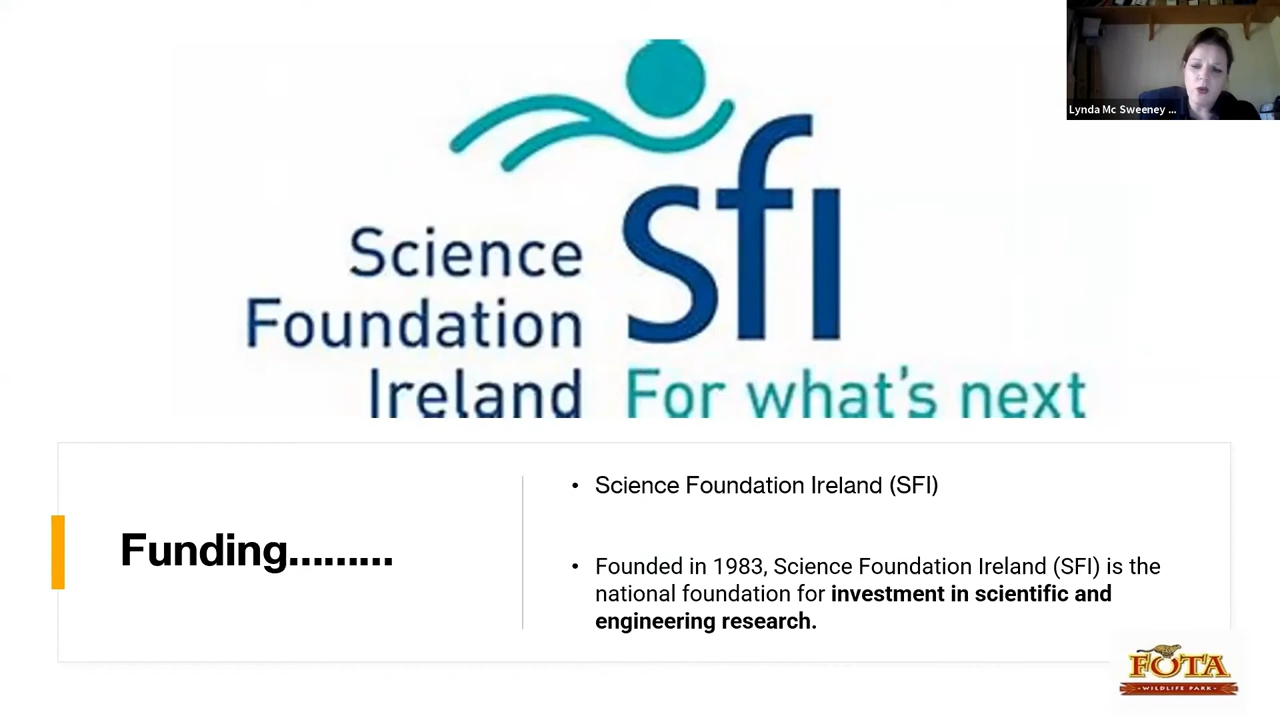 Lynda Mc Sweeney ...
sfi
Science
Foundation
Ireland
For what's next
Funding.........
• Science Foundation Ireland (SFI)
• Founded in 1983, Science Foundation Ireland (SFI) is the
national foundation for investment in scientific and
engineering research.
FOTA
WILDLIFE PARK